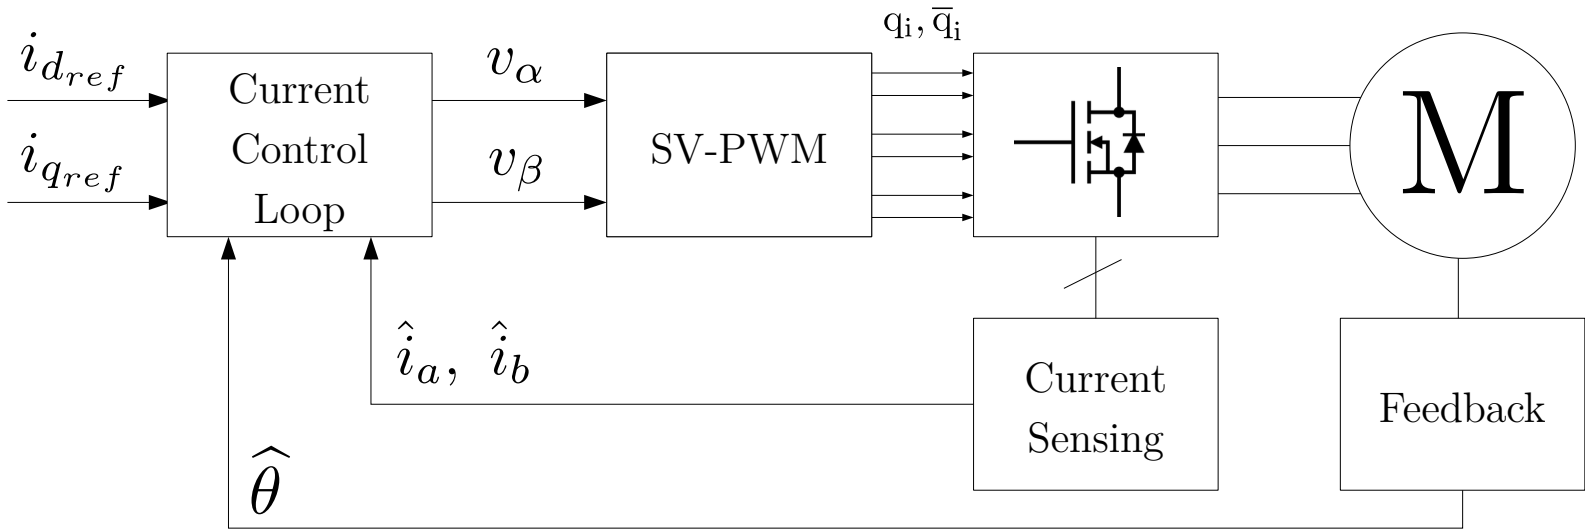 i_{d_{ref}}
i_{q_{ref}}
Current
Control
Loop
v_α
v_β
SV-PWM
q_i, q̅_i
M
î_a, î_b
Current
Sensing
Feedback
θ̂